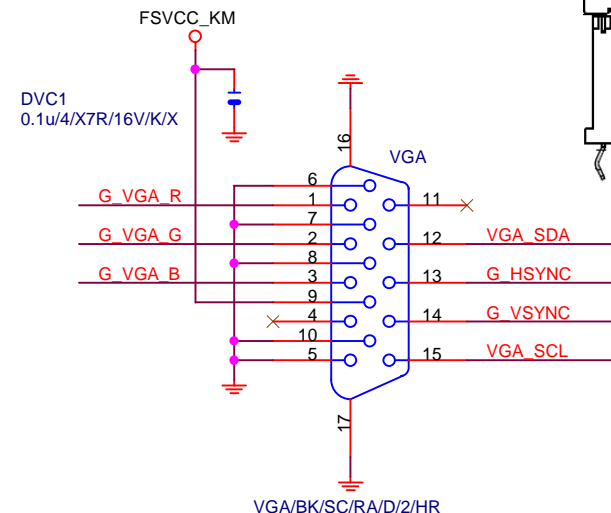 FSVCC_KM
DVC1
0.1u/4/X7R/16V/K/X
16
VGA
6
G_VGA_R 1 11
7
G_VGA_G 2 12 VGA_SDA
8
G_VGA_B 3 13 G_HSYNC
9
4 14 G_VSYNC
10
5 15 VGA_SCL
17
VGA/BK/SC/RA/D/2/HR